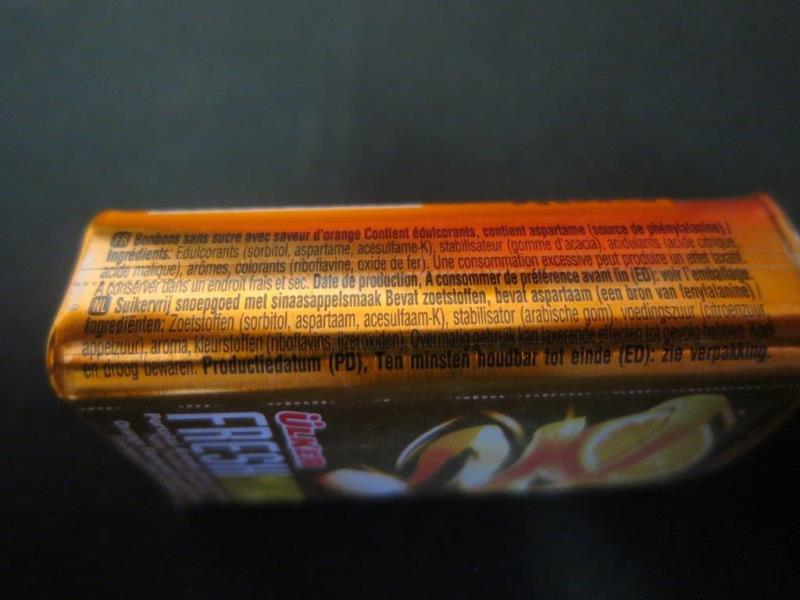 FR Bonbons sans sucre avec saveur d'orange Contient édulcorants, contient aspartame (source de phénylalanine) /
Ingrédients: Édulcorants (sorbitol, aspartame, acesulfame-K), stabilisateur (gomme d'acacia), acidulants (acide citrique,
acide malique), arômes, colorants (riboflavine, oxide de fer). Une consommation excessive peut produire un effet laxatif
A conserver dans un endroit frais et sec. Date de production, A consommer de préférence avant fin (ED): voir l' emballage
NL Suikervrij snoepgoed met sinaasappelsmaak Bevat zoetstoffen, bevat aspartaam (een bron van fenylalanine) /
Ingrediënten: Zoetstoffen (sorbitol, aspartaam, acesulfaam-K), stabilisator (arabische gom), voedingszuur (citroenzuur,
appelzuur), aroma, kleurstoffen (riboflavins, ijzeroxiden). Overmatig gebruik kan laxerende effecten tot gevolg hebben. Koel
en droog bewaren. Productiedatum (PD), Ten minsten houdbar tot einde (ED): zie verpakking.
ÜLKER
FRESH